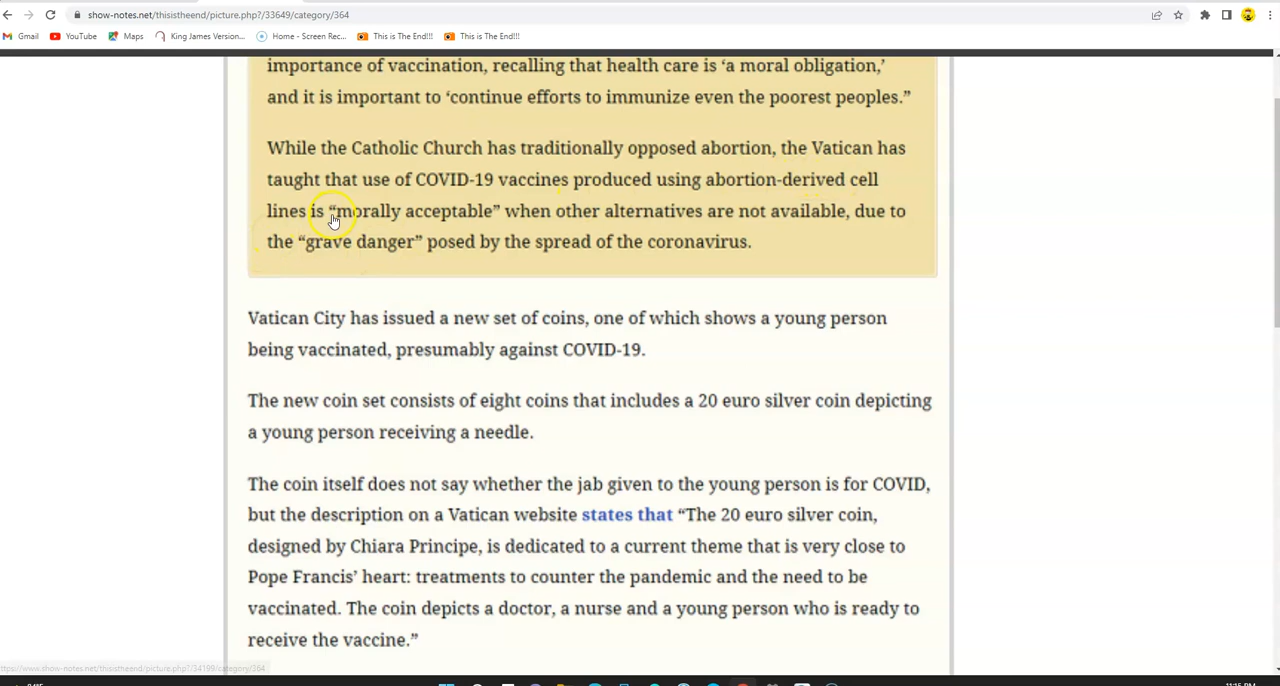 show-notes.net/thisistheend/picture.php?/33649/category/364
Gmail YouTube Maps King James Version... Home - Screen Rec... This is The End!!! This is The End!!!
importance of vaccination, recalling that health care is ‘a moral obligation,’
and it is important to ‘continue efforts to immunize even the poorest peoples.”
While the Catholic Church has traditionally opposed abortion, the Vatican has
taught that use of COVID-19 vaccines produced using abortion-derived cell
lines is “morally acceptable” when other alternatives are not available, due to
the “grave danger” posed by the spread of the coronavirus.
Vatican City has issued a new set of coins, one of which shows a young person
being vaccinated, presumably against COVID-19.
The new coin set consists of eight coins that includes a 20 euro silver coin depicting
a young person receiving a needle.
The coin itself does not say whether the jab given to the young person is for COVID,
but the description on a Vatican website states that “The 20 euro silver coin,
designed by Chiara Principe, is dedicated to a current theme that is very close to
Pope Francis’ heart: treatments to counter the pandemic and the need to be
vaccinated. The coin depicts a doctor, a nurse and a young person who is ready to
receive the vaccine.”
https://www.show-notes.net/thisistheend/picture.php?/34199/category/364